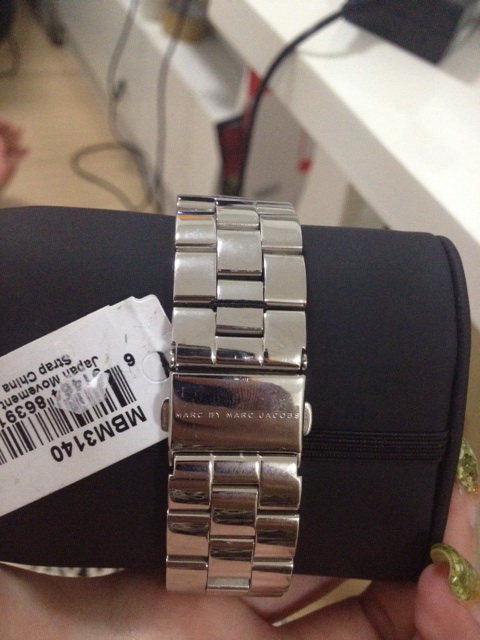 MARC BY MARC JACOBS
MBM3140
Japan Movement
Strap China